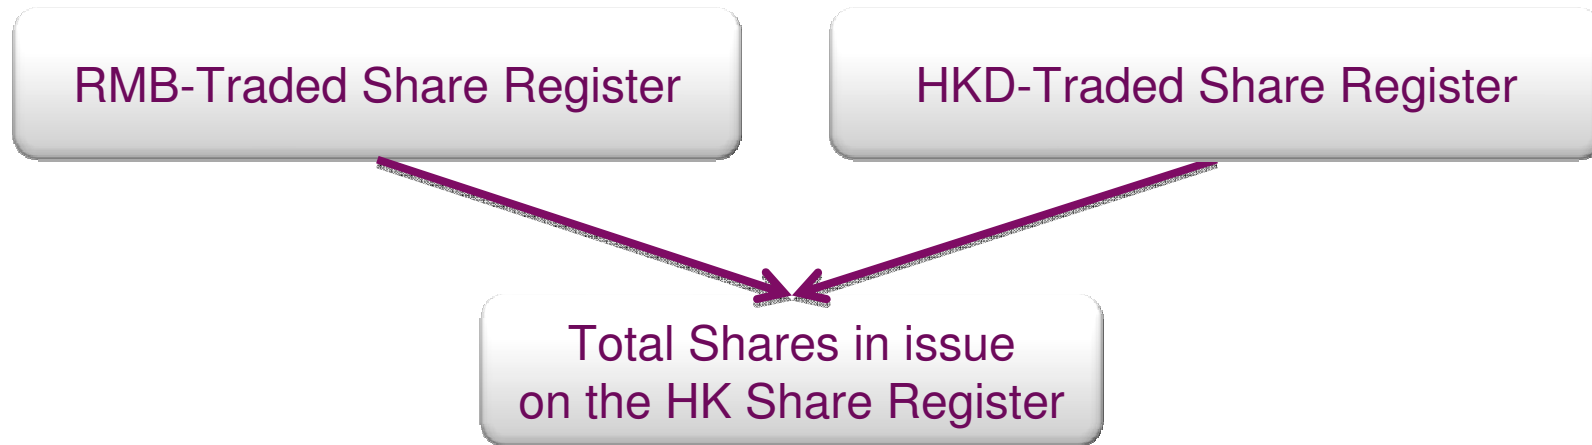 RMB-Traded Share Register
HKD-Traded Share Register
Total Shares in issue
on the HK Share Register